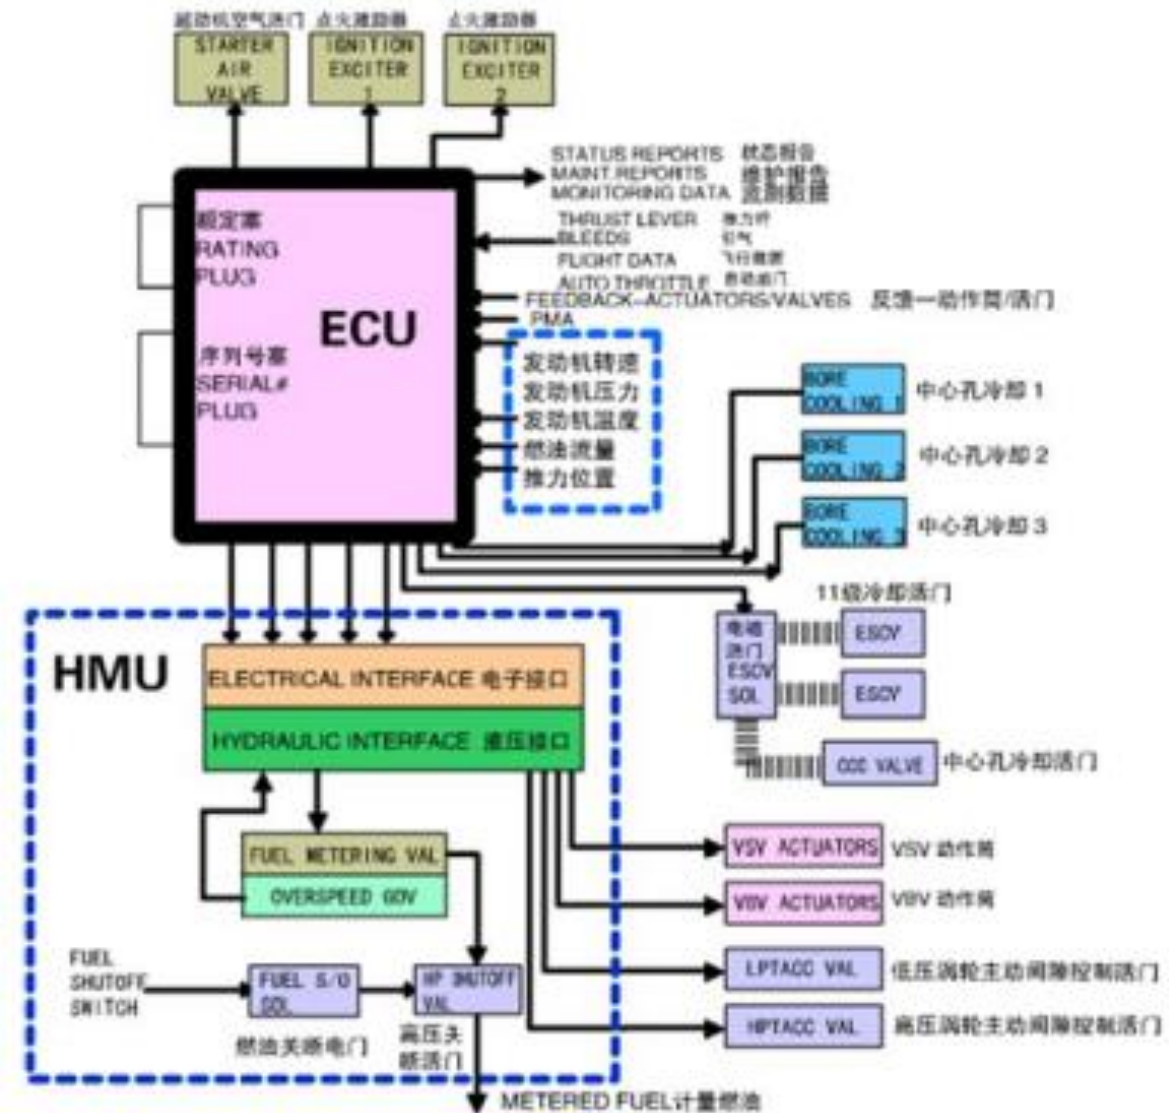 起动机空气活门 点火激励器 点火激励器
STARTER AIR VALVE
IGNITION EXCITER 1
IGNITION EXCITER 2
STATUS REPORTS 状态报告
MAINT.REPORTS 维护报告
MONITORING DATA 监测数据
THRUST LEVER 推力杆
BLEEDS 引气
FLIGHT DATA 飞行数据
AUTO THROTTLE 自动油门
FEEDBACK-ACTUATORS/VALVES 反馈一动作筒/活门
PMA
额定塞
RATING
PLUG
ECU
序列号塞
SERIAL#
PLUG
发动机转速
发动机压力
发动机温度
燃油流量
推力位置
BORE COOLING 1 中心孔冷却 1
BORE COOLING 2 中心孔冷却 2
BORE COOLING 3 中心孔冷却 3
11级冷却活门
电磁
活门
ESCV
SOL
ESCV
ESCV
CCC VALVE 中心孔冷却活门
HMU
ELECTRICAL INTERFACE 电子接口
HYDRAULIC INTERFACE 液压接口
FUEL METERING VAL
OVERSPEED GOV
VSV ACTUATORS VSV 动作筒
VBV ACTUATORS VBV 动作筒
LPTACC VAL 低压涡轮主动间隙控制活门
HPTACC VAL 高压涡轮主动间隙控制活门
FUEL
SHUTOFF
SWITCH
FUEL S/O
SOL
HP SHUTOFF
VAL
燃油关断电门
高压关
断活门
METERED FUEL计量燃油